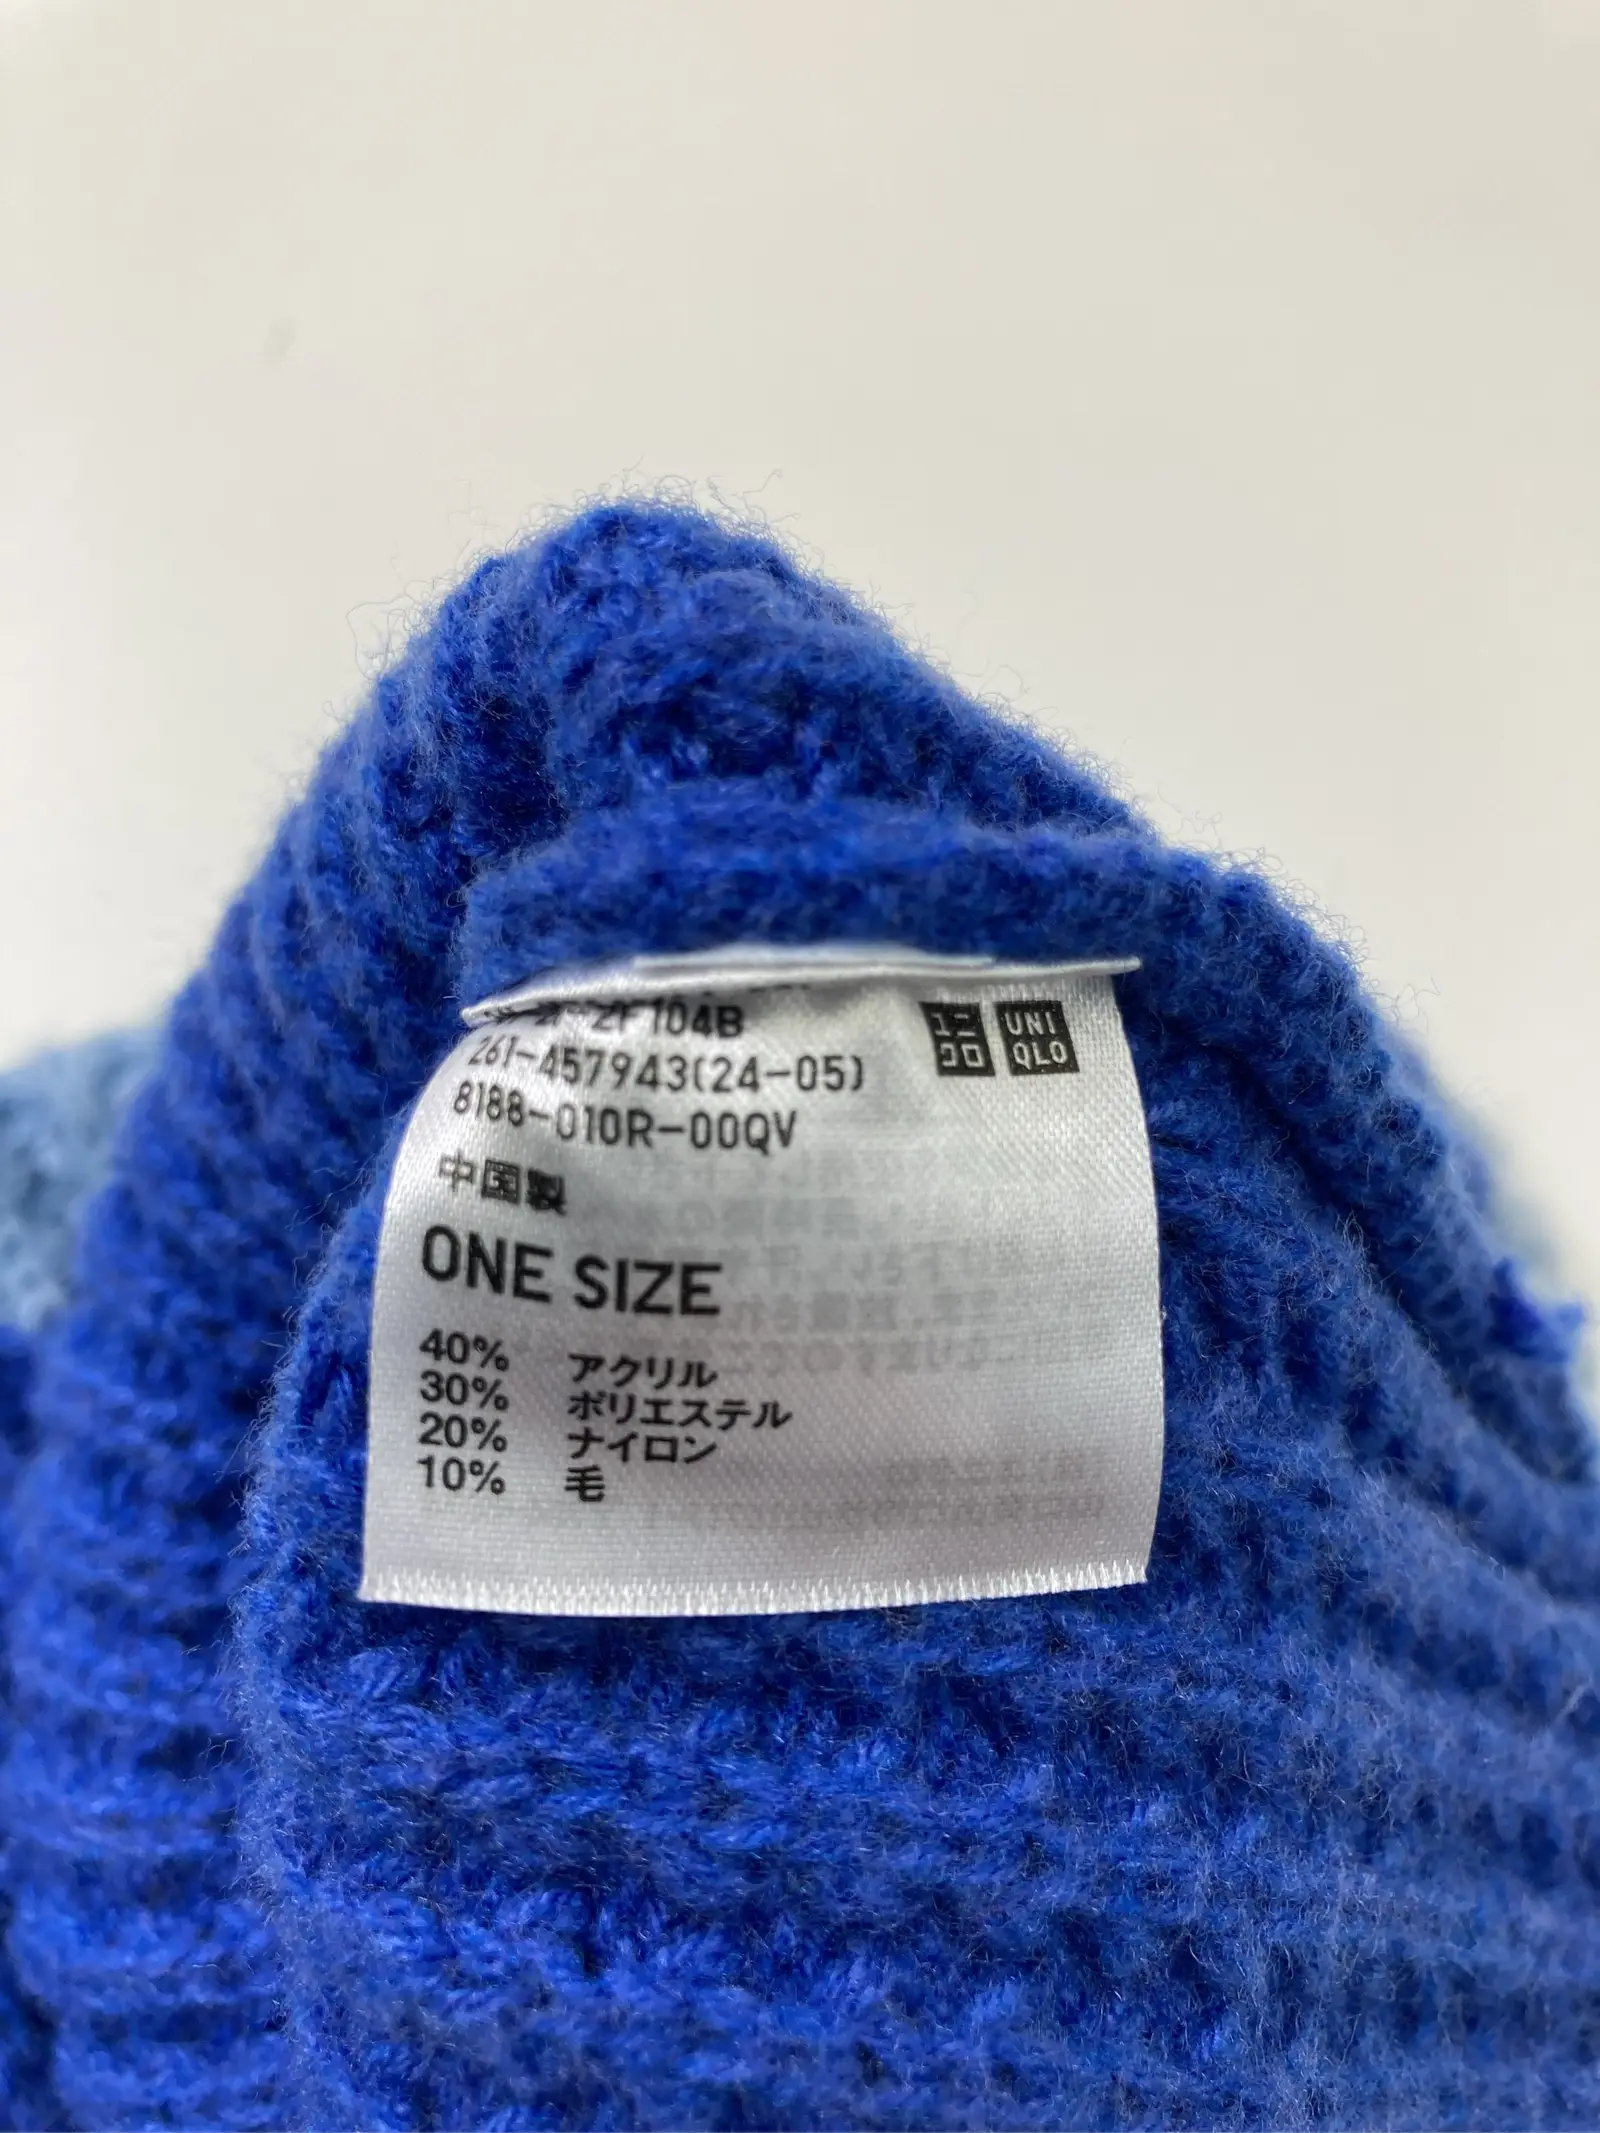 2F104B
261-457943(24-05)
8188-010R-00QV
ユニ
クロ
UNI
QLO
中国製
ONE SIZE
40% アクリル
30% ポリエステル
20% ナイロン
10% 毛